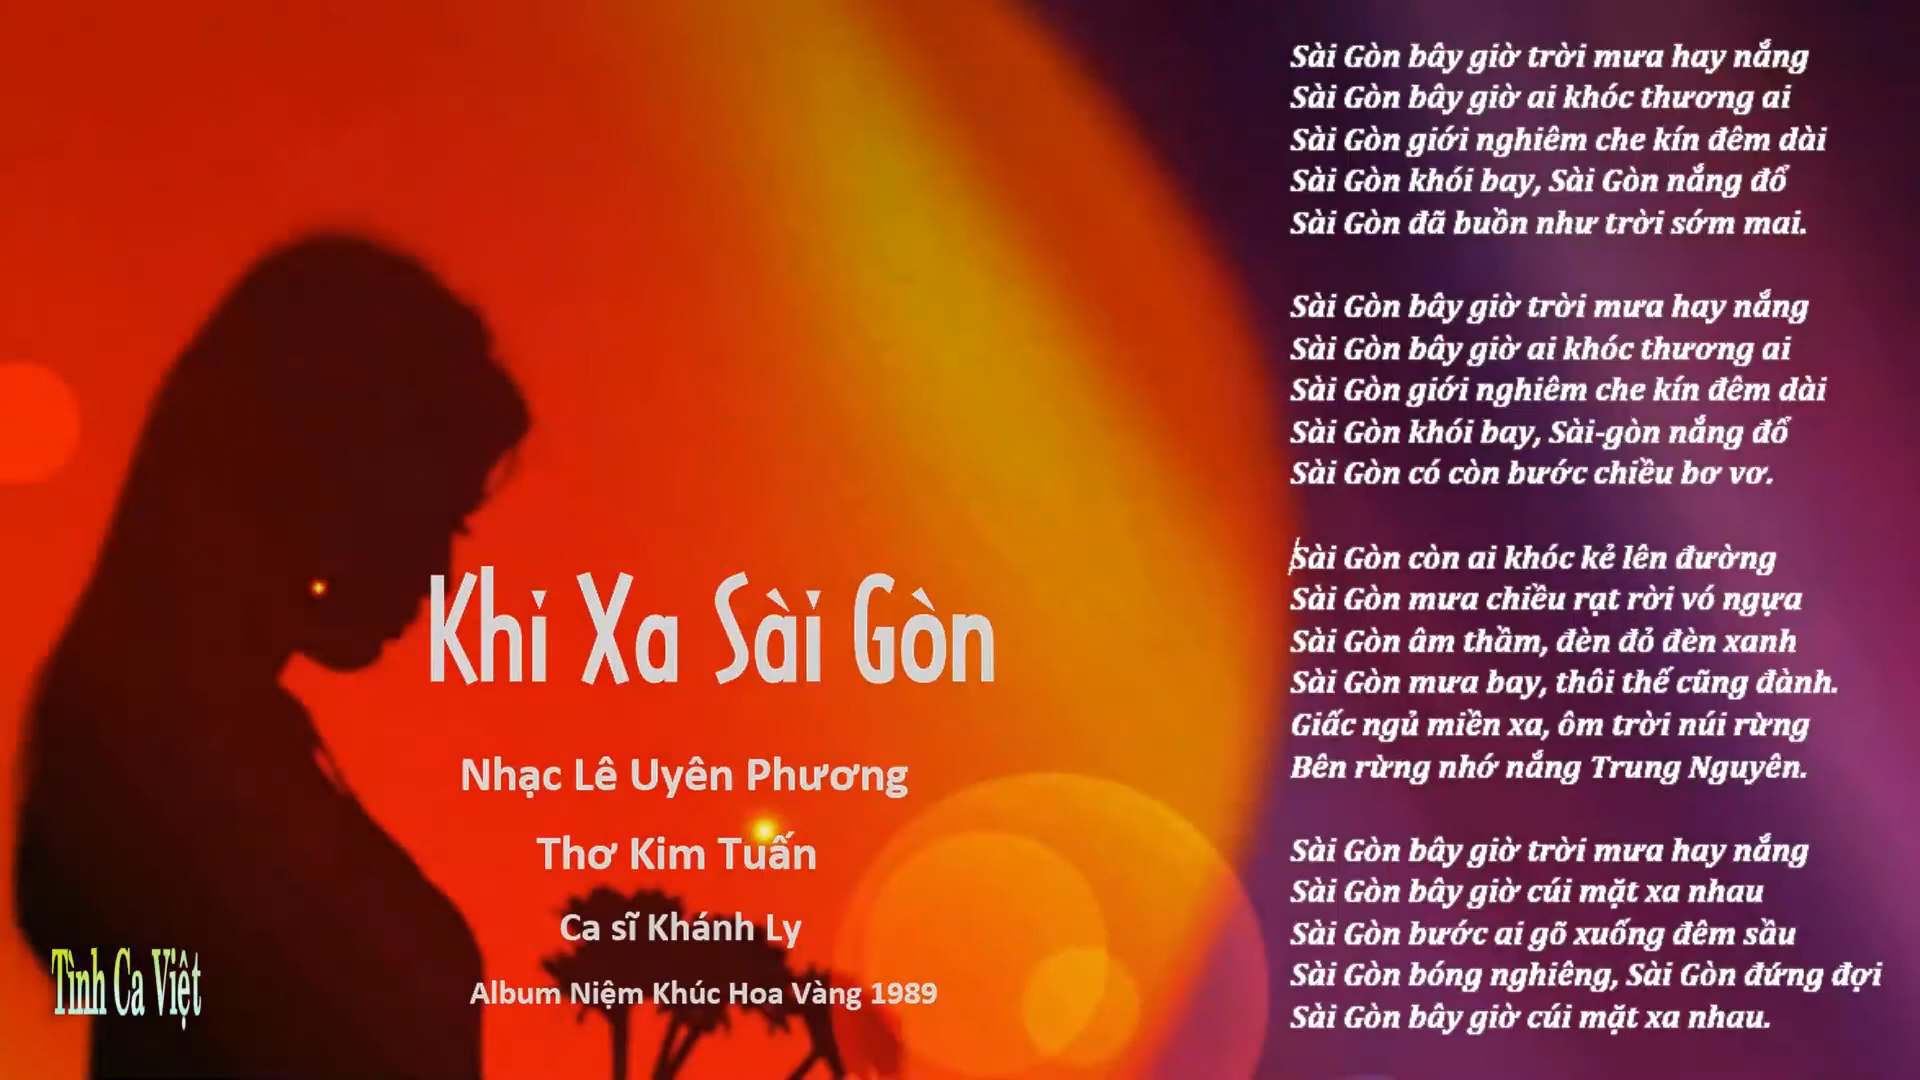 Khi Xa Sài Gòn
Nhạc Lê Uyên Phương
Thơ Kim Tuấn
Ca sĩ Khánh Ly
Album Niệm Khúc Hoa Vàng 1989
Tình Ca Việt
Sài Gòn bây giờ trời mưa hay nắng
Sài Gòn bây giờ ai khóc thương ai
Sài Gòn giới nghiêm che kín đêm dài
Sài Gòn khói bay, Sài Gòn nắng đổ
Sài Gòn đã buồn như trời sớm mai.
Sài Gòn bây giờ trời mưa hay nắng
Sài Gòn bây giờ ai khóc thương ai
Sài Gòn giới nghiêm che kín đêm dài
Sài Gòn khói bay, Sài-gòn nắng đổ
Sài Gòn có còn bước chiều bơ vơ.
Sài Gòn còn ai khóc kẻ lên đường
Sài Gòn mưa chiều rạt rời vó ngựa
Sài Gòn âm thầm, đèn đỏ đèn xanh
Sài Gòn mưa bay, thôi thế cũng đành.
Giấc ngủ miền xa, ôm trời núi rừng
Bên rừng nhớ nắng Trung Nguyên.
Sài Gòn bây giờ trời mưa hay nắng
Sài Gòn bây giờ cúi mặt xa nhau
Sài Gòn bước ai gõ xuống đêm sầu
Sài Gòn bóng nghiêng, Sài Gòn đứng đợi
Sài Gòn bây giờ cúi mặt xa nhau.